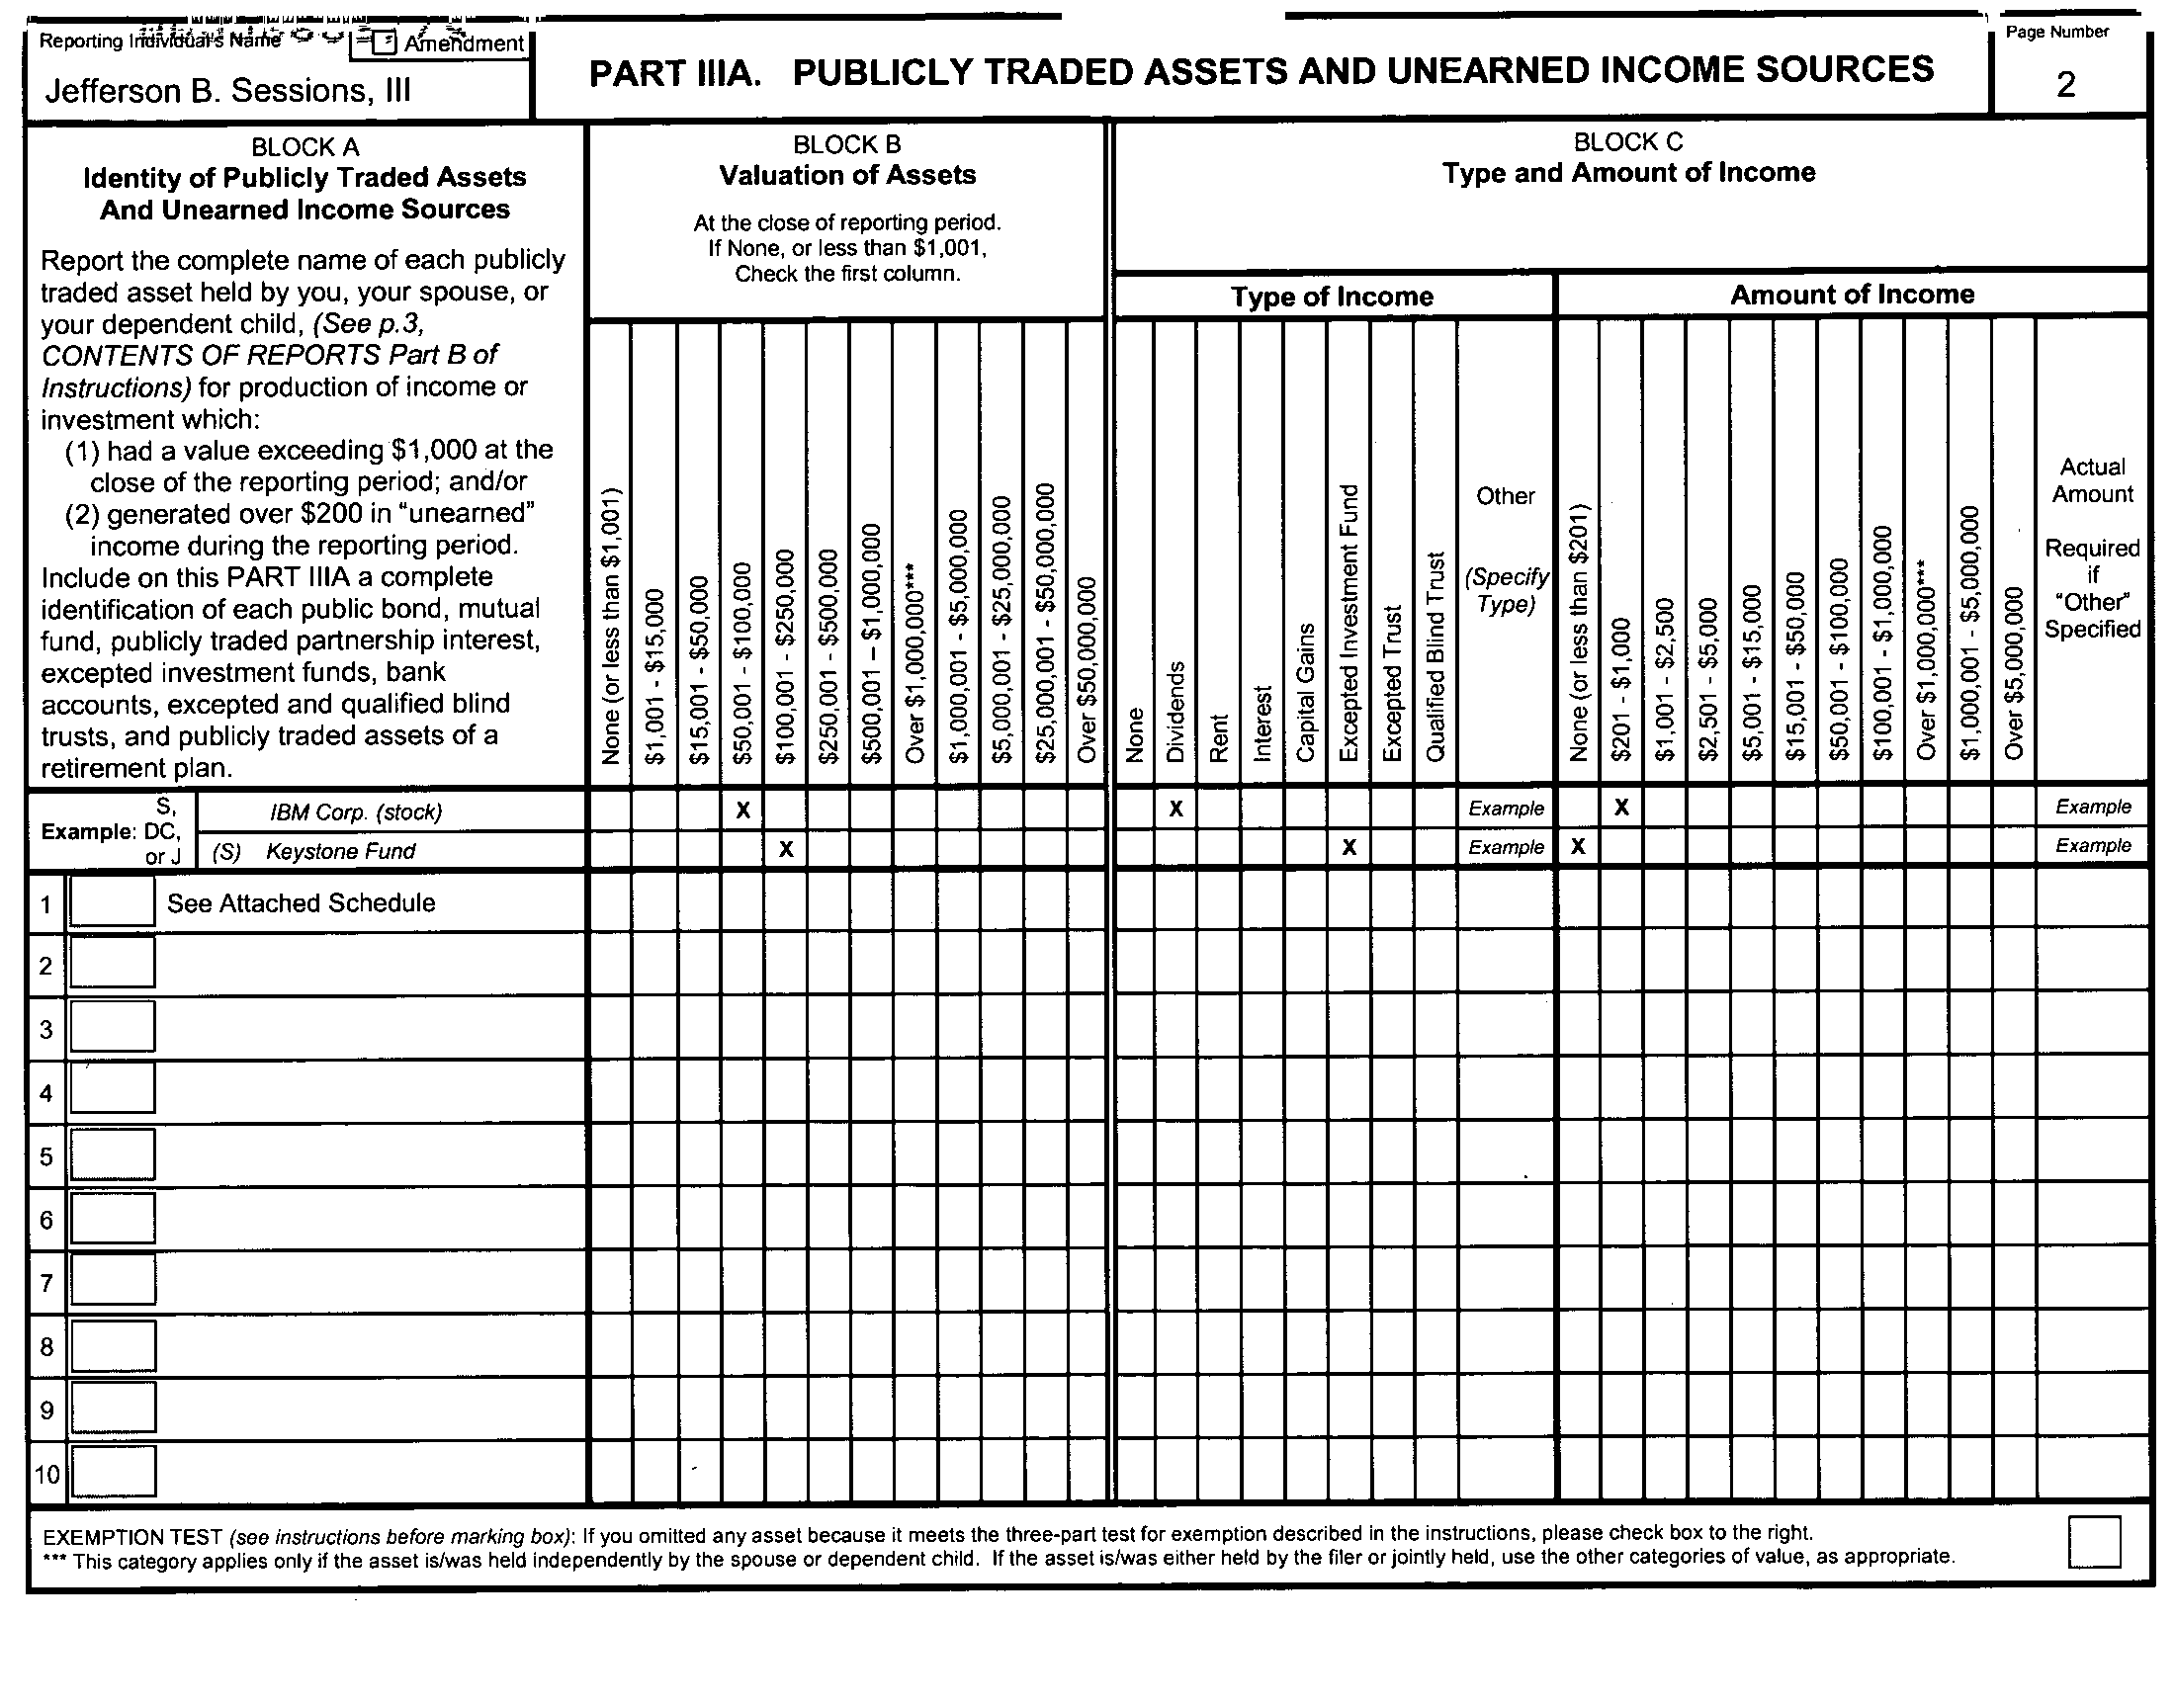 Reporting Individual's Name
Amendment
Jefferson B. Sessions, III
PART IIIA. PUBLICLY TRADED ASSETS AND UNEARNED INCOME SOURCES
Page Number
2
BLOCK A
Identity of Publicly Traded Assets
And Unearned Income Sources
Report the complete name of each publicly
traded asset held by you, your spouse, or
your dependent child, (See p.3,
CONTENTS OF REPORTS Part B of
Instructions) for production of income or
investment which:
(1) had a value exceeding $1,000 at the
close of the reporting period; and/or
(2) generated over $200 in "unearned"
income during the reporting period.
Include on this PART IIIA a complete
identification of each public bond, mutual
fund, publicly traded partnership interest,
excepted investment funds, bank
accounts, excepted and qualified blind
trusts, and publicly traded assets of a
retirement plan.
BLOCK B
Valuation of Assets
At the close of reporting period.
If None, or less than $1,001,
Check the first column.
None (or less than $1,001)
$1,001 - $15,000
$15,001 - $50,000
$50,001 - $100,000
$100,001 - $250,000
$250,001 - $500,000
$500,001 – $1,000,000
Over $1,000,000***
$1,000,001 - $5,000,000
$5,000,001 - $25,000,000
$25,000,001 - $50,000,000
Over $50,000,000
BLOCK C
Type and Amount of Income
Type of Income
None
Dividends
Rent
Interest
Capital Gains
Excepted Investment Fund
Excepted Trust
Qualified Blind Trust
Other
(Specify
Type)
Amount of Income
None (or less than $201)
$201 - $1,000
$1,001 - $2,500
$2,501 - $5,000
$5,001 - $15,000
$15,001 - $50,000
$50,001 - $100,000
$100,001 - $1,000,000
Over $1,000,000***
$1,000,001 - $5,000,000
Over $5,000,000
Actual
Amount
Required
if
"Other"
Specified
Example:
S,
DC,
or J
IBM Corp. (stock) X X Example X Example
(S) Keystone Fund X X Example X Example
1 See Attached Schedule
2
3
4
5
6
7
8
9
10
EXEMPTION TEST (see instructions before marking box): If you omitted any asset because it meets the three-part test for exemption described in the instructions, please check box to the right.
*** This category applies only if the asset is/was held independently by the spouse or dependent child. If the asset is/was either held by the filer or jointly held, use the other categories of value, as appropriate.